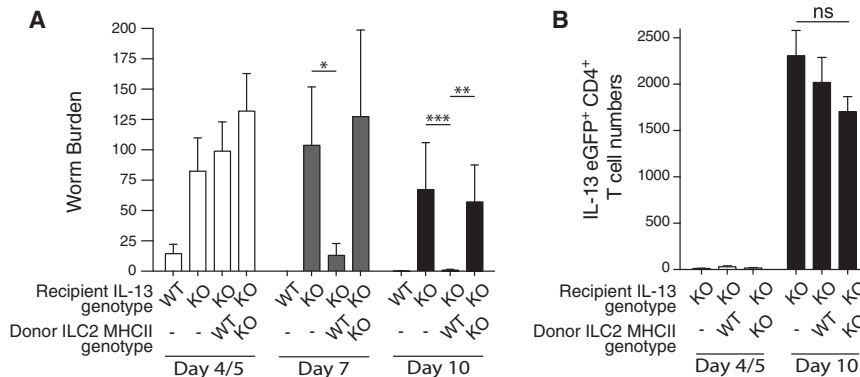 A
Worm Burden
200
175
150
125
100
75
50
25
0
*
***
**
Recipient IL-13 genotype
WT KO KO KO WT KO KO KO WT KO KO KO
Donor ILC2 MHCII genotype
- - WT KO - - WT KO - - WT KO
Day 4/5 Day 7 Day 10
B
IL-13 eGFP+ CD4+
T cell numbers
2500
2000
1500
1000
500
0
ns
Recipient IL-13 genotype
KO KO KO KO KO KO
Donor ILC2 MHCII genotype
- WT KO - WT KO
Day 4/5 Day 10